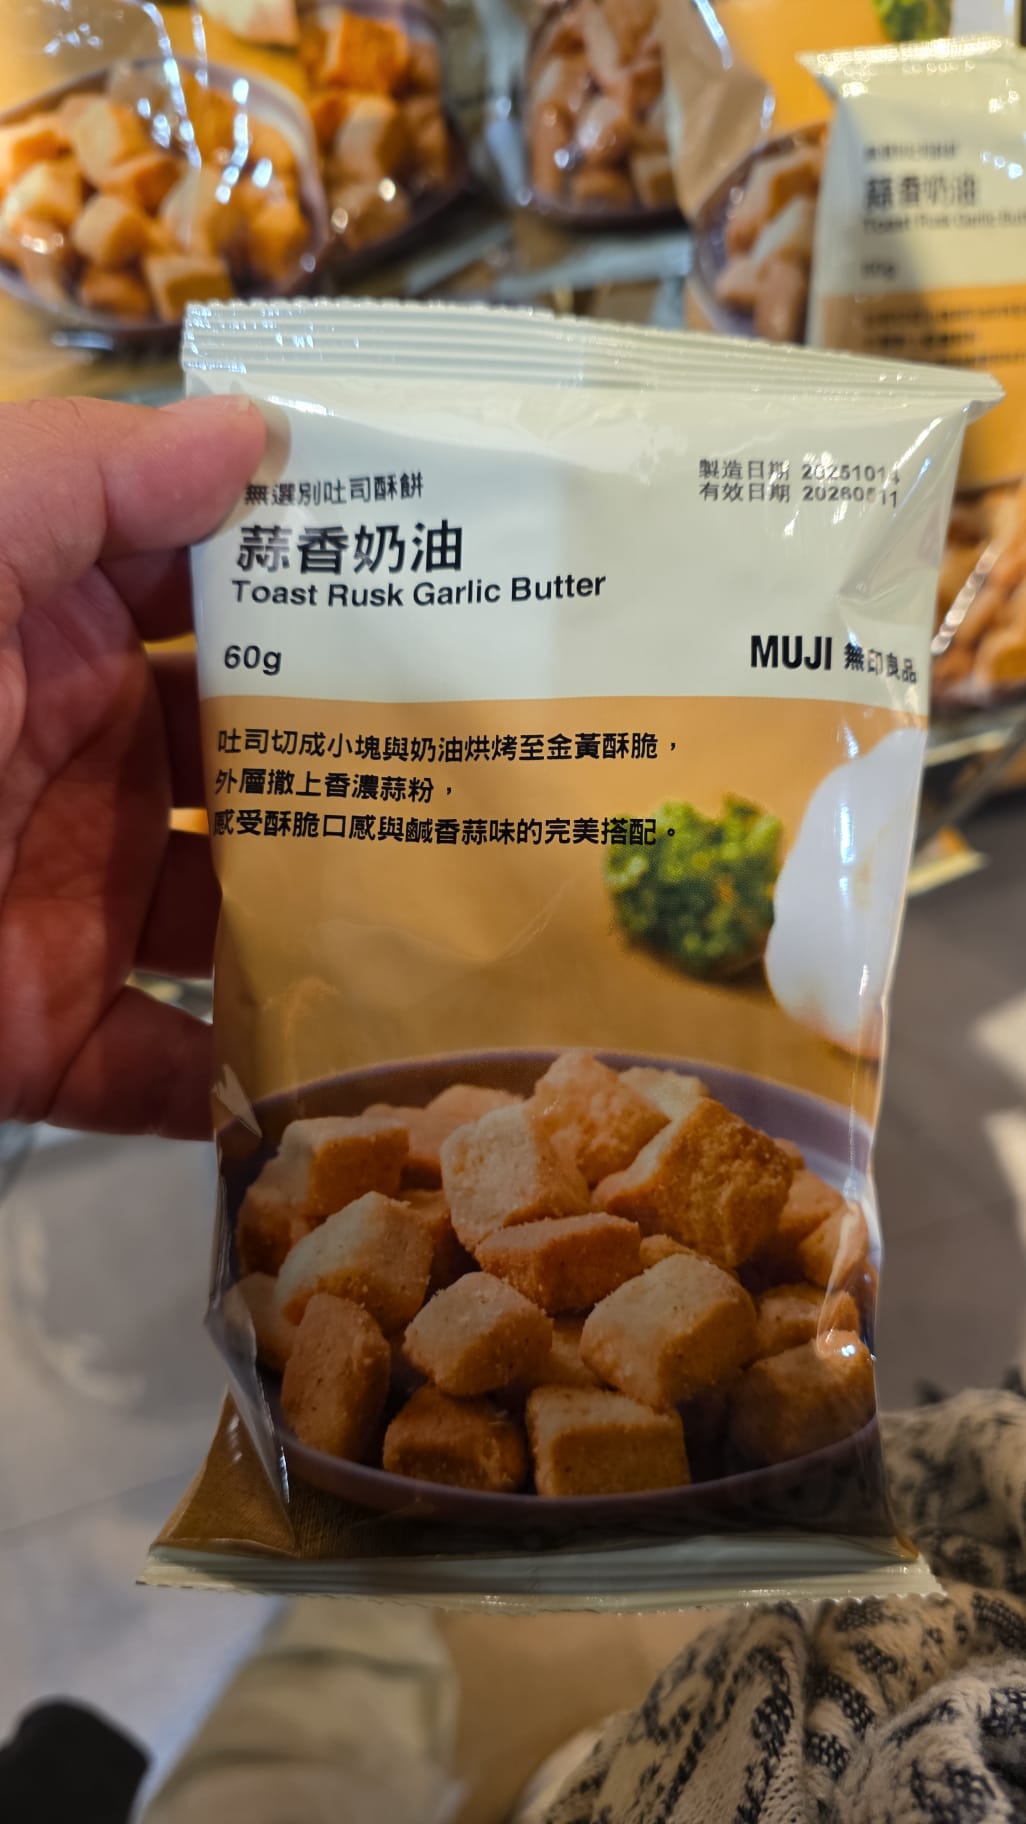 無選別吐司酥餅
蒜香奶油
Toast Rusk Garlic Butter
60g
製造日期 20251014
有效日期 20260511
MUJI 無印良品
吐司切成小塊與奶油烘烤至金黃酥脆，
外層撒上香濃蒜粉，
感受酥脆口感與鹹香蒜味的完美搭配。
蒜香奶油